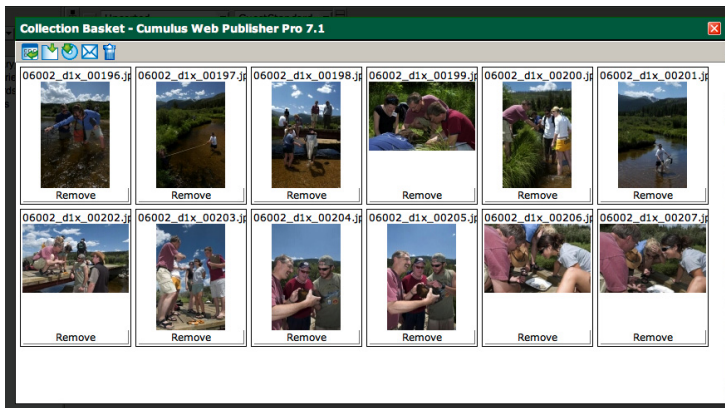 Collection Basket - Cumulus Web Publisher Pro 7.1
06002_d1x_00196.jp
06002_d1x_00197.jp
06002_d1x_00198.jp
06002_d1x_00199.jp
06002_d1x_00200.jp
06002_d1x_00201.jp
Remove
Remove
Remove
Remove
Remove
Remove
06002_d1x_00202.jp
06002_d1x_00203.jp
06002_d1x_00204.jp
06002_d1x_00205.jp
06002_d1x_00206.jp
06002_d1x_00207.jp
Remove
Remove
Remove
Remove
Remove
Remove